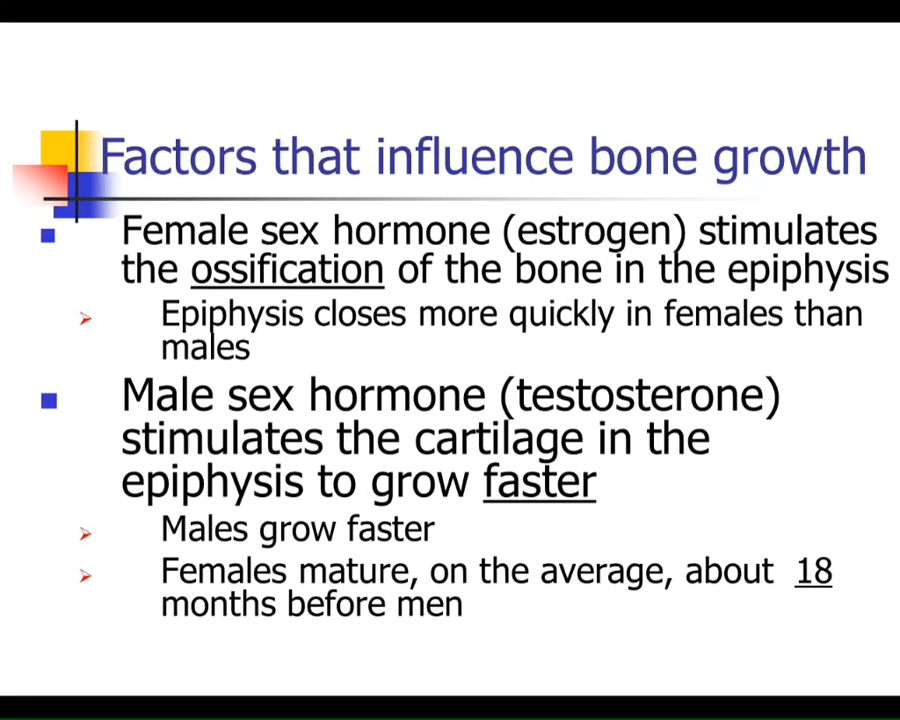 Factors that influence bone growth
Female sex hormone (estrogen) stimulates
the ossification of the bone in the epiphysis
Epiphysis closes more quickly in females than
males
Male sex hormone (testosterone)
stimulates the cartilage in the
epiphysis to grow faster
Males grow faster
Females mature, on the average, about 18
months before men